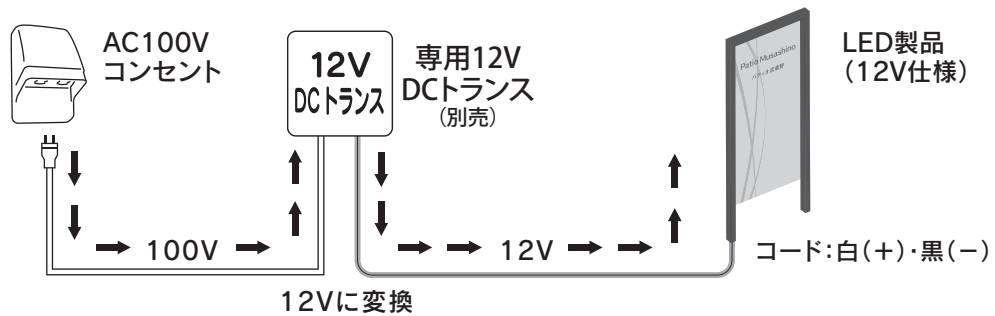 AC100V
コンセント
12V
DCトランス
専用12V
DCトランス
（別売）
LED製品
（12V仕様）
Patio Musashino
100V
12V
コード：白（＋）・黒（－）
12Vに変換